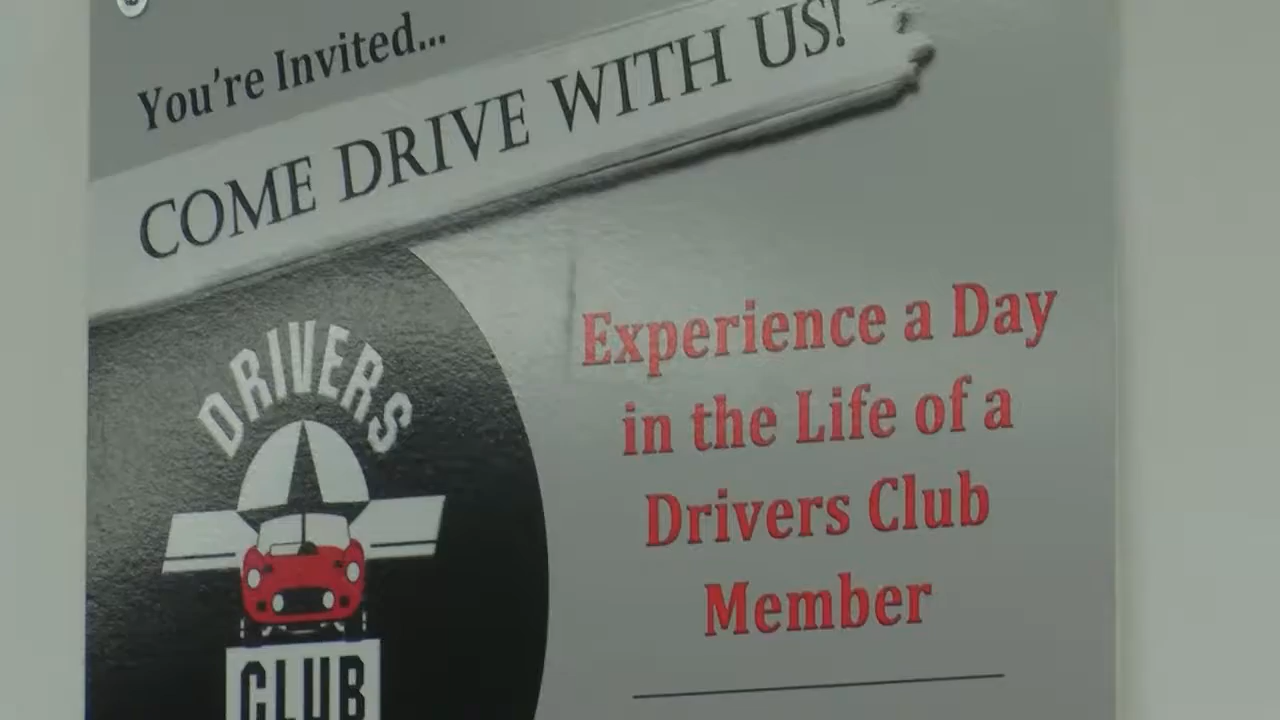 You're Invited...
COME DRIVE WITH US!
Experience a Day
in the Life of a
Drivers Club
Member
DRIVERS
CLUB